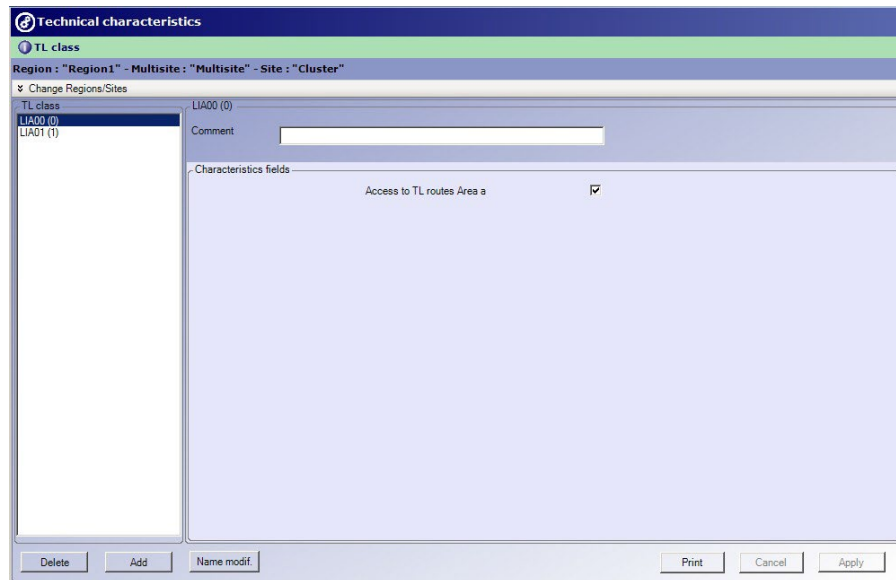 Technical characteristics
TL class
Region : "Region1" - Multisite : "Multisite" - Site : "Cluster"
Change Regions/Sites
TL class
LIA00 (0)
LIA01 (1)
LIA00 (0)
Comment
Characteristics fields
Access to TL routes Area a
Delete Add Name modif. Print Cancel Apply